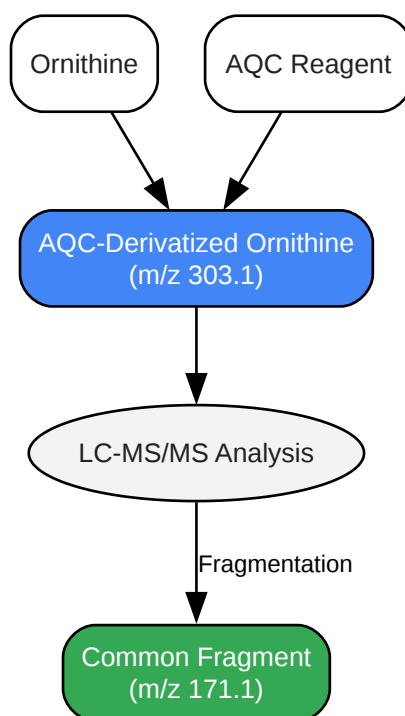 Ornithine
AQC Reagent
AQC-Derivatized Ornithine
(m/z 303.1)
LC-MS/MS Analysis
Fragmentation
Common Fragment
(m/z 171.1)